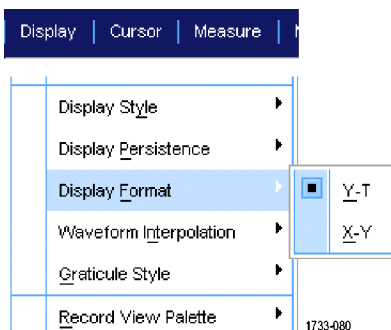 Display | Cursor | Measure |
Display Style
Display Persistence
Display Format
Y-T
Waveform Interpolation
X-Y
Graticule Style
Record View Palette
1733-080